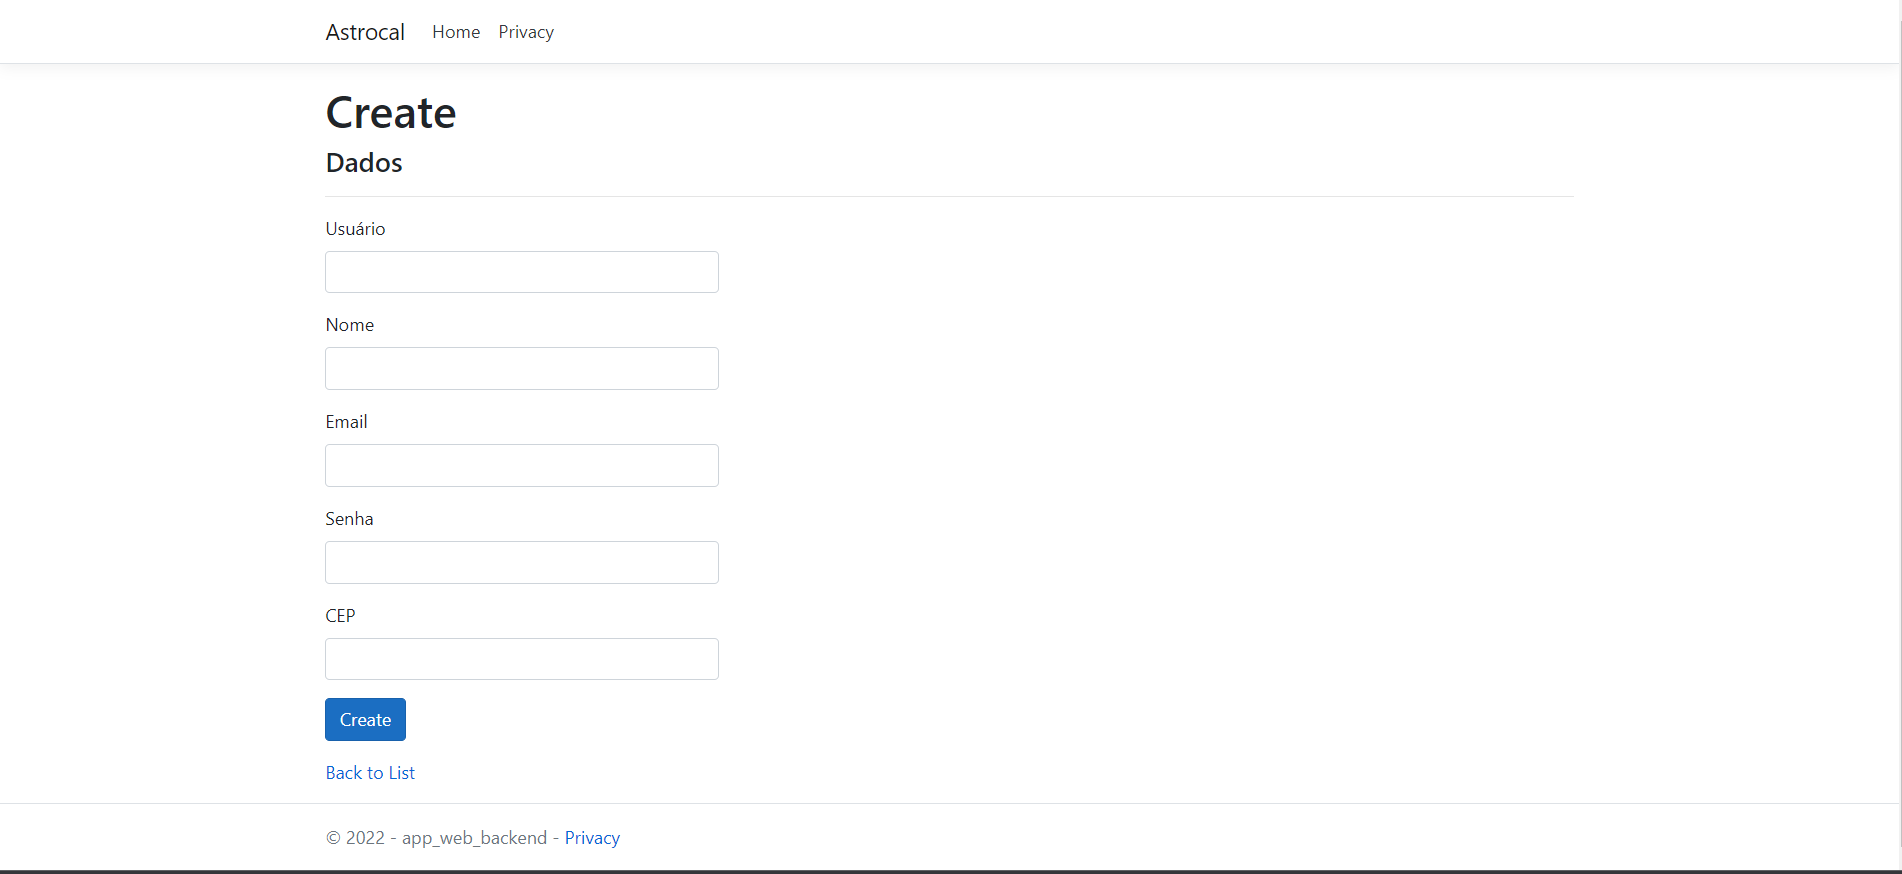 Astrocal Home Privacy
Create
Dados
Usuário
Nome
Email
Senha
CEP
Create
Back to List
© 2022 - app_web_backend - Privacy